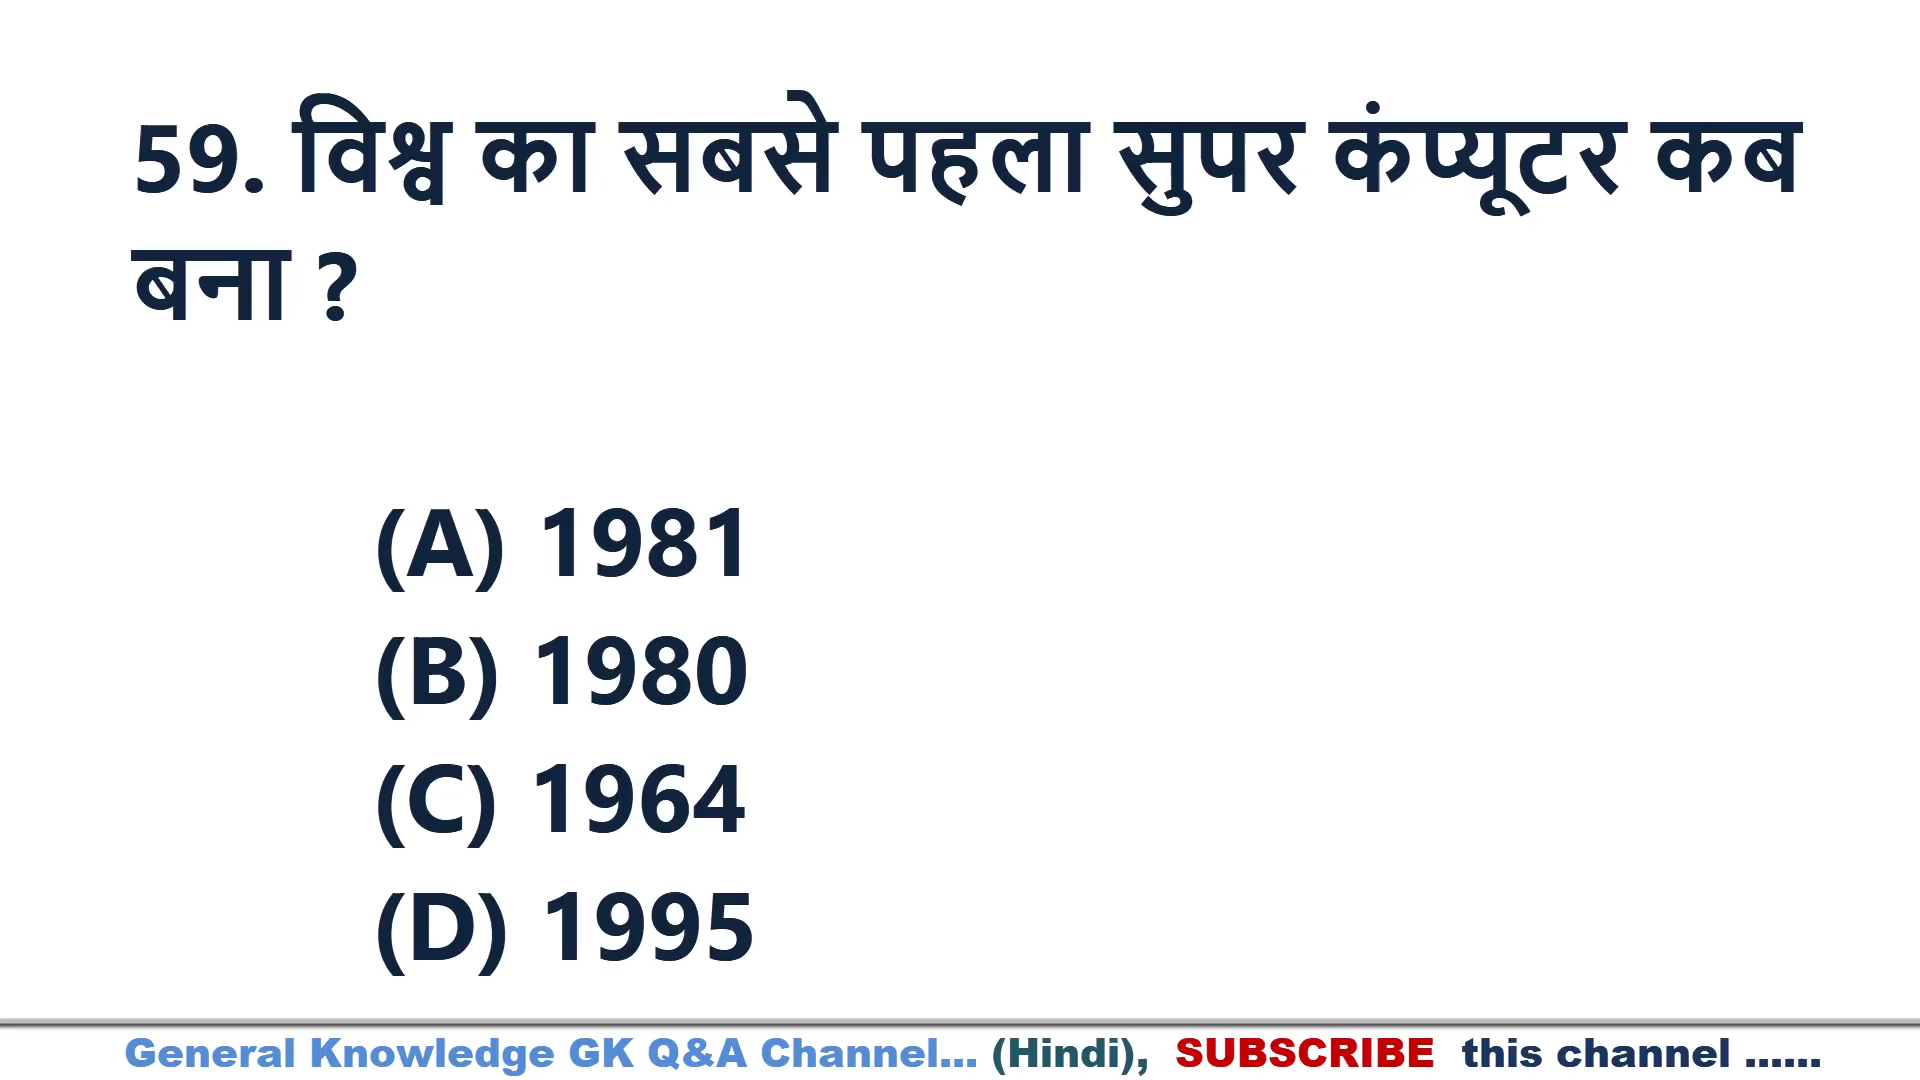 59. विश्व का सबसे पहला सुपर कंप्यूटर कब
बना ?
(A) 1981
(B) 1980
(C) 1964
(D) 1995
General Knowledge GK Q&A Channel... (Hindi), SUBSCRIBE this channel ......